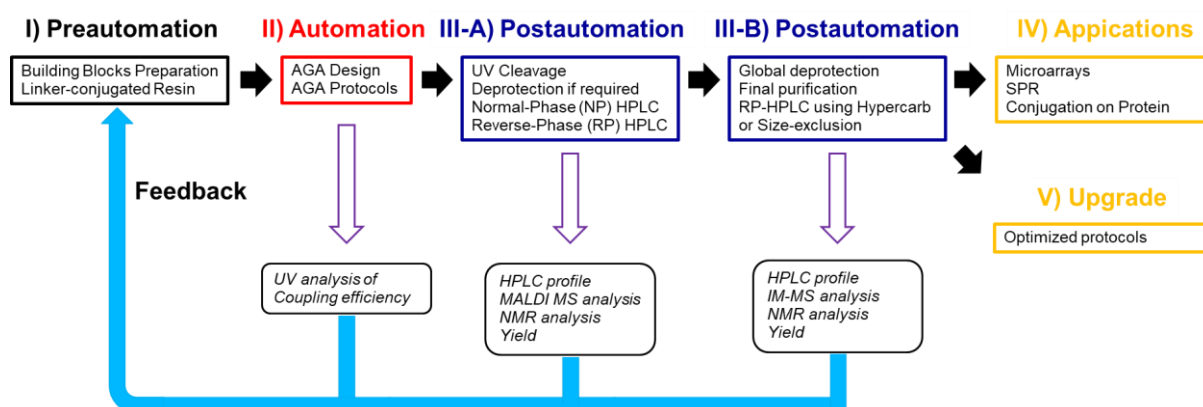 I) Preautomation
Building Blocks Preparation
Linker-conjugated Resin
II) Automation
AGA Design
AGA Protocols
III-A) Postautomation
UV Cleavage
Deprotection if required
Normal-Phase (NP) HPLC
Reverse-Phase (RP) HPLC
III-B) Postautomation
Global deprotection
Final purification
RP-HPLC using Hypercarb
or Size-exclusion
IV) Appications
Microarrays
SPR
Conjugation on Protein
Feedback
V) Upgrade
Optimized protocols
UV analysis of
Coupling efficiency
HPLC profile
MALDI MS analysis
NMR analysis
Yield
HPLC profile
IM-MS analysis
NMR analysis
Yield